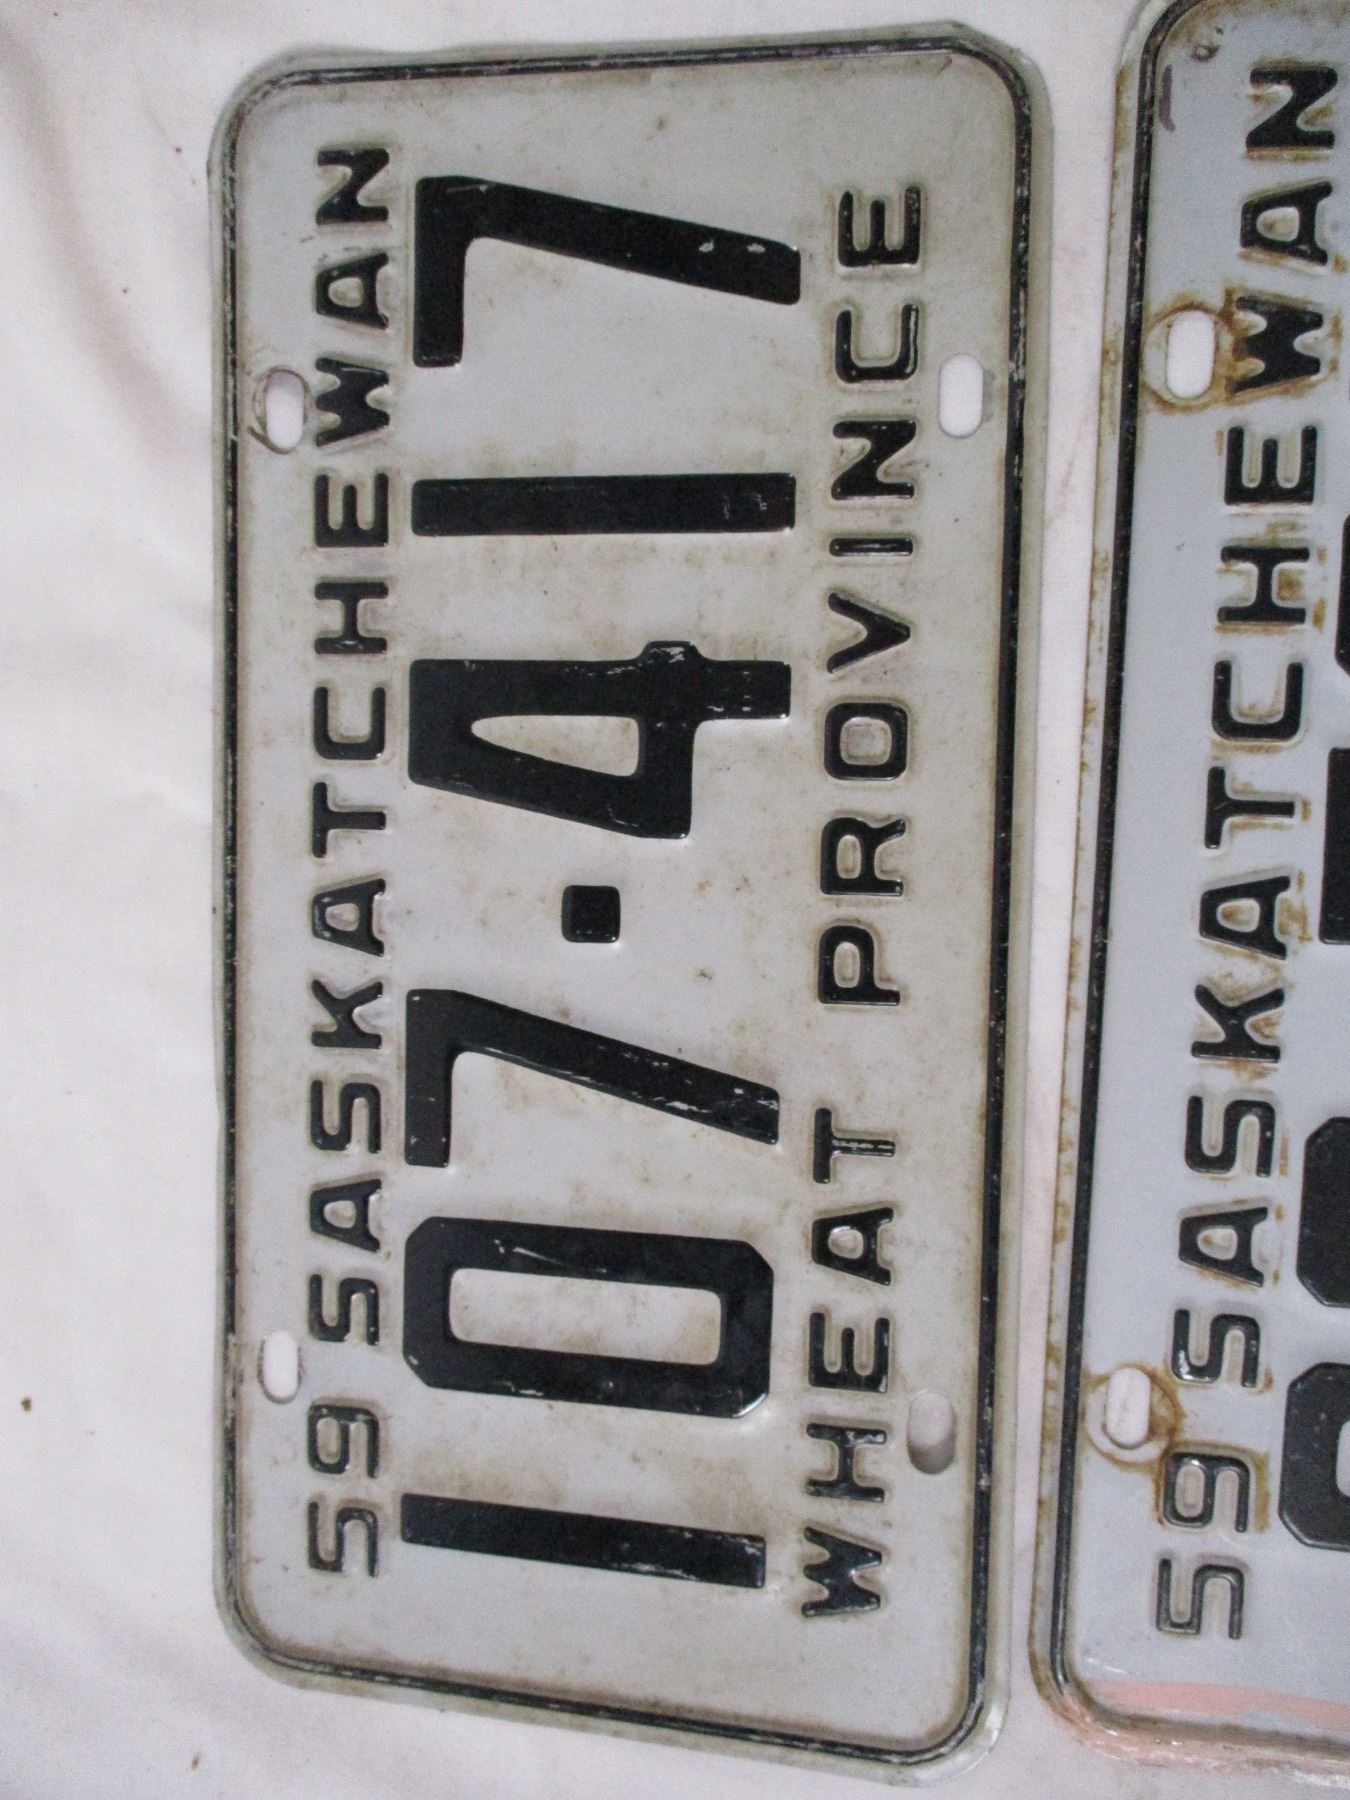 59 SASKATCHEWAN
107·417
WHEAT PROVINCE
59 SASKATCHEWAN